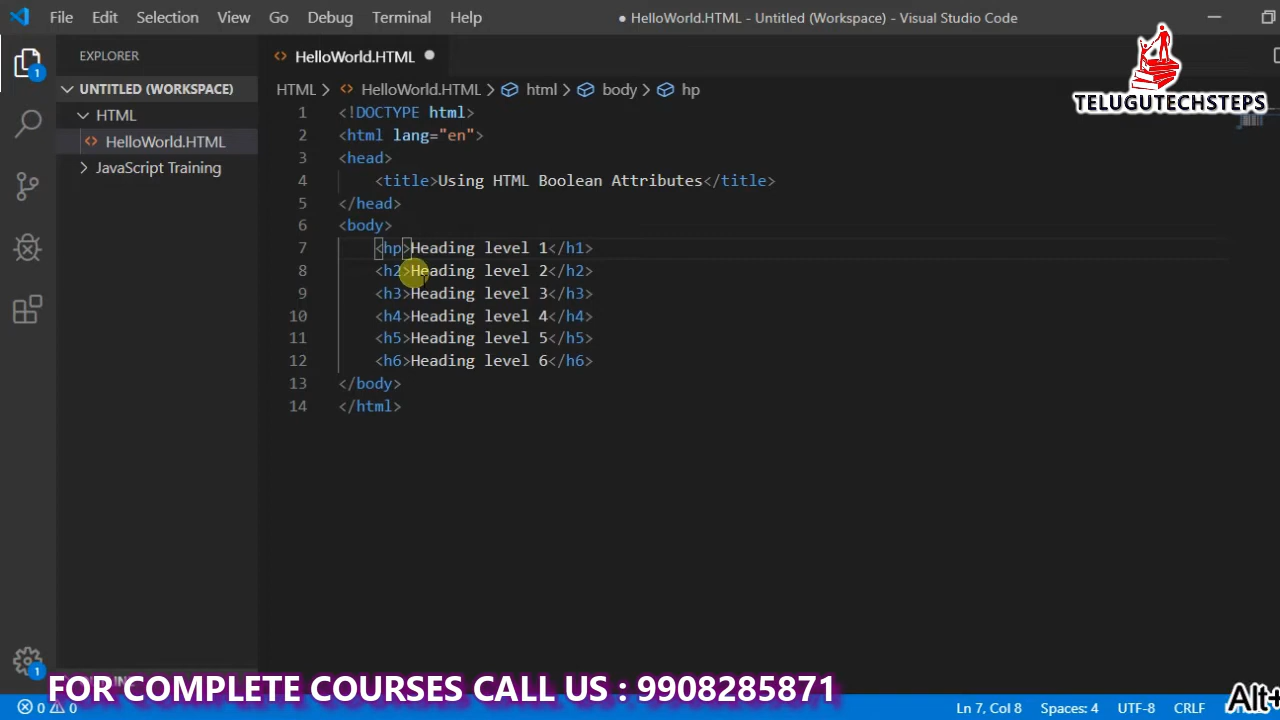 File Edit Selection View Go Debug Terminal Help
● HelloWorld.HTML - Untitled (Workspace) - Visual Studio Code
TELUGUTECHSTEPS
EXPLORER
HelloWorld.HTML
UNTITLED (WORKSPACE)
HTML
HelloWorld.HTML
JavaScript Training
HTML > HelloWorld.HTML > html > body > hp
1 <!DOCTYPE html>
2 <html lang="en">
3 <head>
4 <title>Using HTML Boolean Attributes</title>
5 </head>
6 <body>
7 <hp>Heading level 1</h1>
8 <h2>Heading level 2</h2>
9 <h3>Heading level 3</h3>
10 <h4>Heading level 4</h4>
11 <h5>Heading level 5</h5>
12 <h6>Heading level 6</h6>
13 </body>
14 </html>
1
1
FOR COMPLETE COURSES CALL US : 9908285871
Alt+
0 0 Ln 7, Col 8 Spaces: 4 UTF-8 CRLF